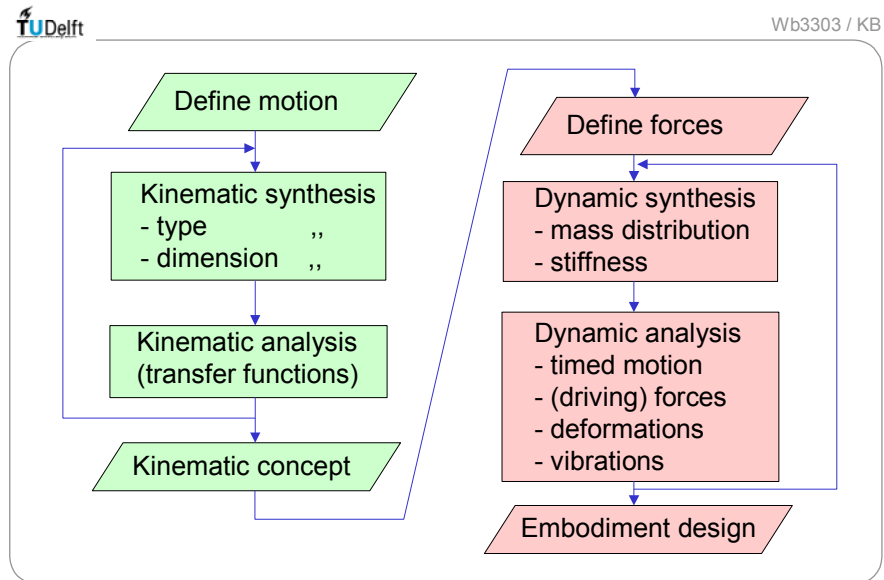 TUDelft
Wb3303 / KB
Define motion
Kinematic synthesis
- type ,,
- dimension ,,
Kinematic analysis
(transfer functions)
Kinematic concept
Define forces
Dynamic synthesis
- mass distribution
- stiffness
Dynamic analysis
- timed motion
- (driving) forces
- deformations
- vibrations
Embodiment design